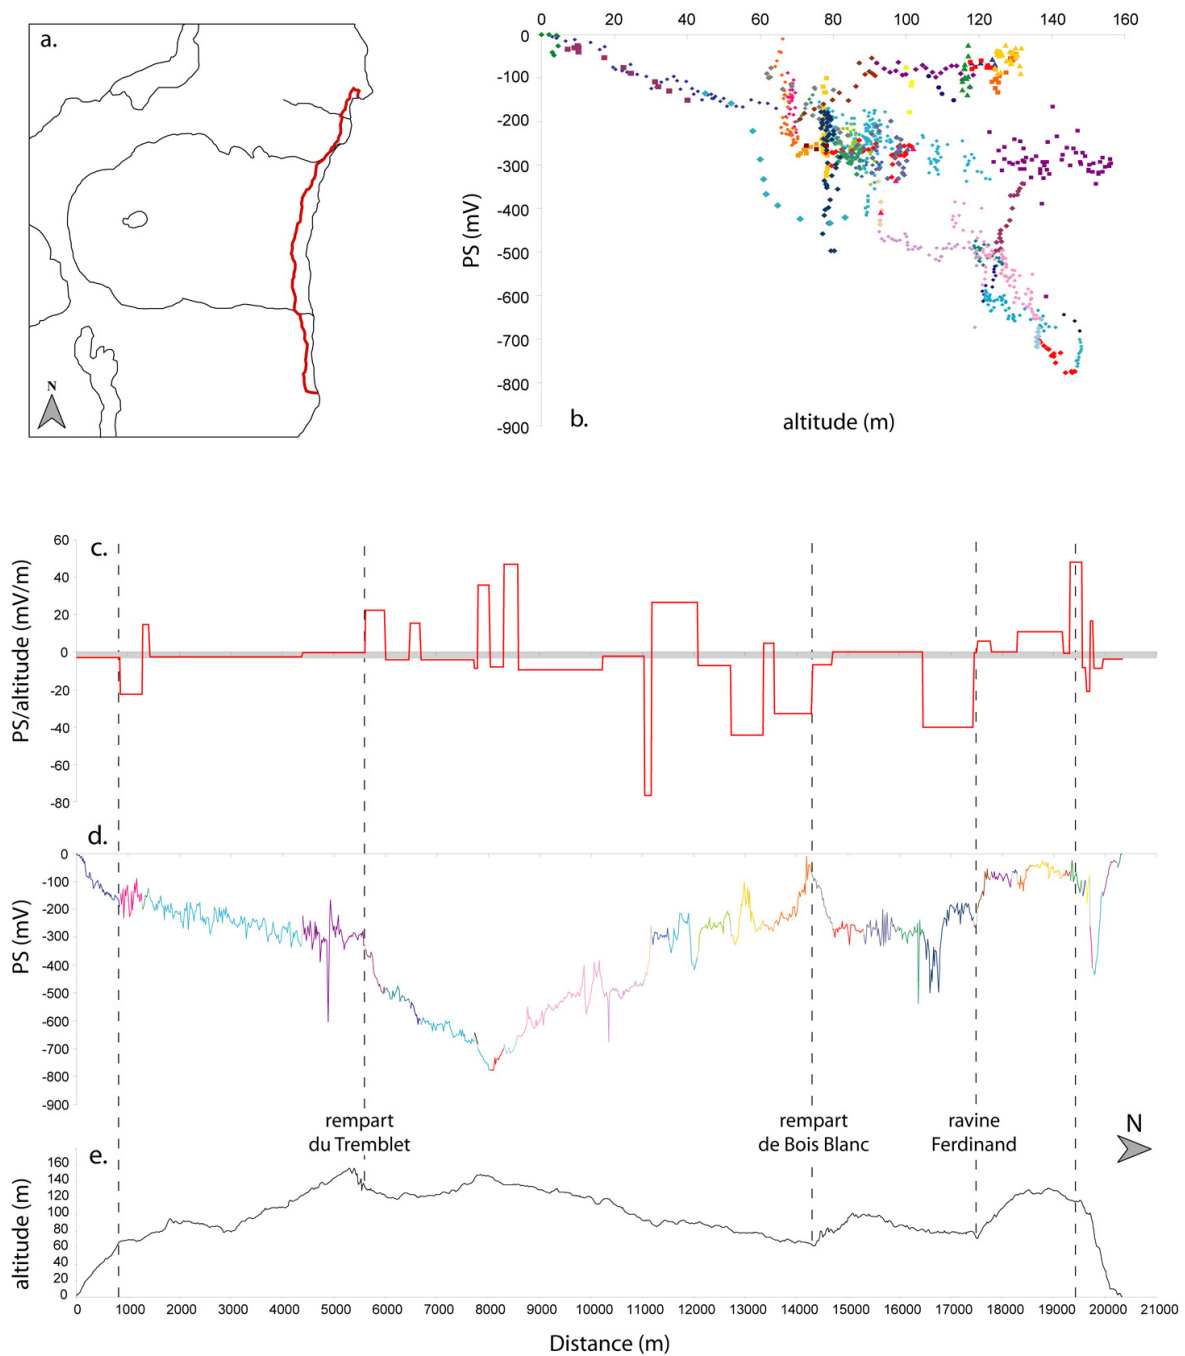 a.
N
0 20 40 60 80 100 120 140 160
0
-100
-200
-300
-400
-500
-600
-700
-800
-900
PS (mV)
b.
altitude (m)
c.
60
40
20
0
-20
-40
-60
-80
PS/altitude (mV/m)
d.
0
-100
-200
-300
-400
-500
-600
-700
-800
-900
PS (mV)
rempart
du Tremblet
rempart
de Bois Blanc
ravine
Ferdinand
N
e.
160
140
120
100
80
60
40
20
0
altitude (m)
0 1000 2000 3000 4000 5000 6000 7000 8000 9000 10000 11000 12000 13000 14000 15000 16000 17000 18000 19000 20000 21000
Distance (m)